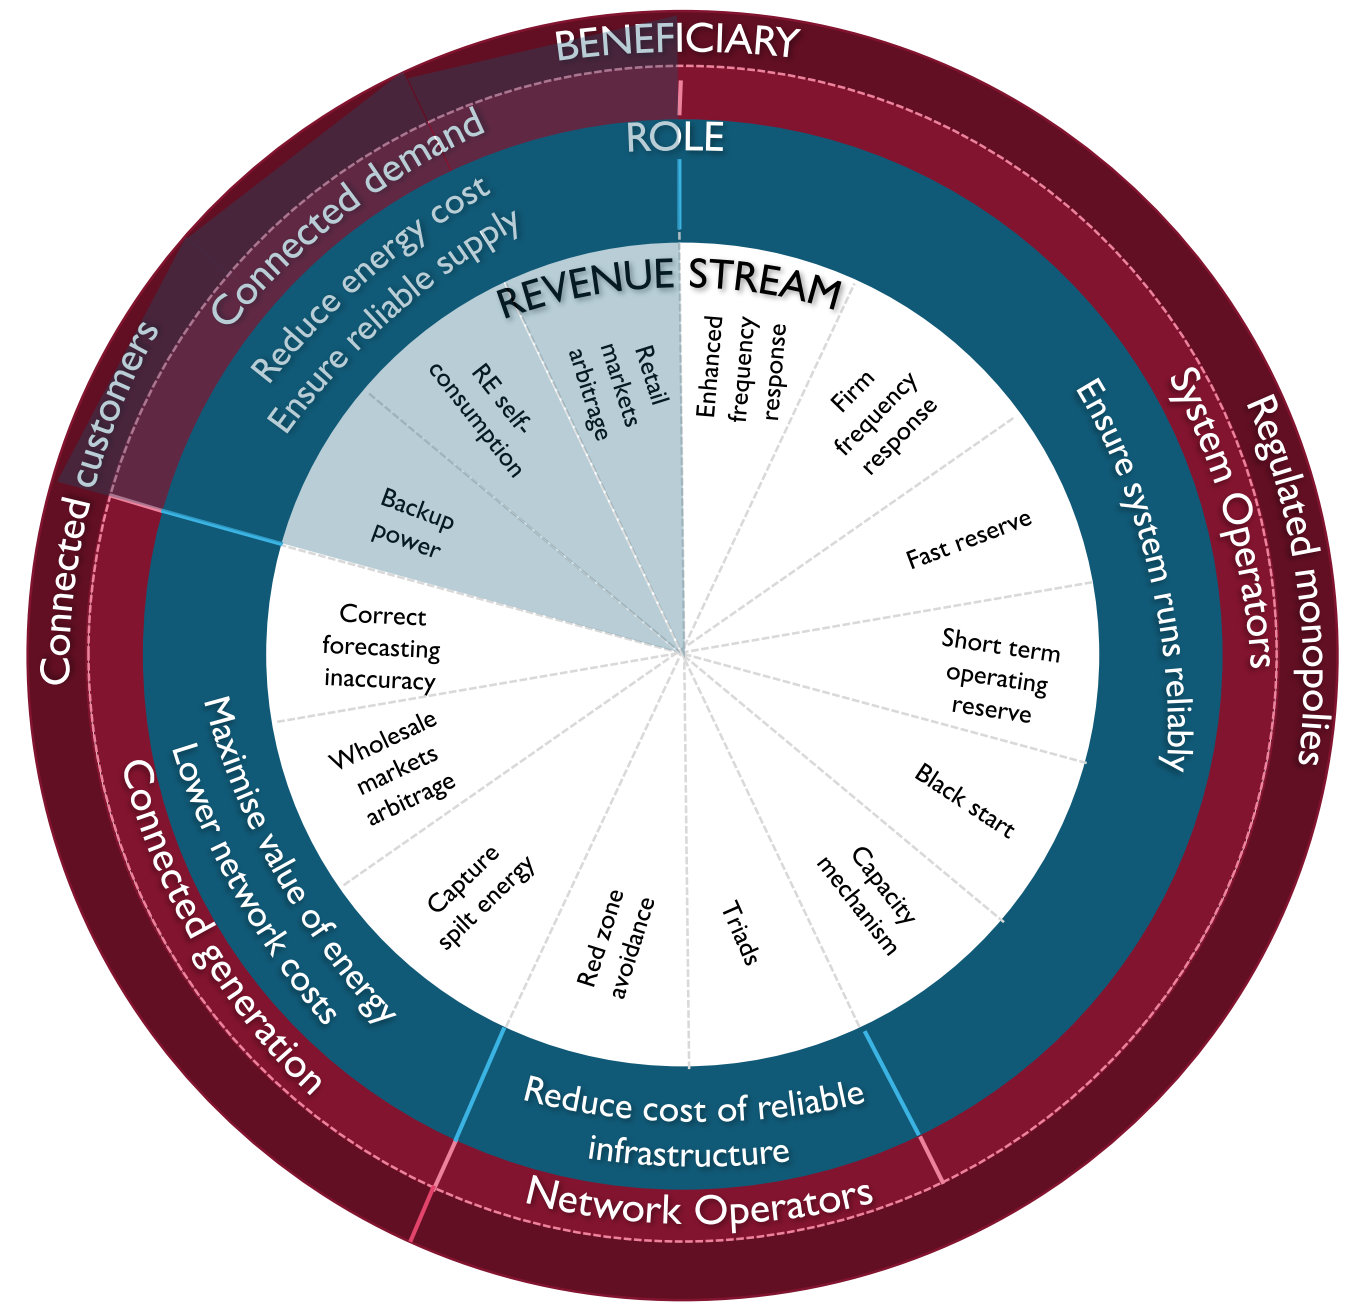 BENEFICIARY
ROLE
REVENUE STREAM
Regulated monopolies
System Operators
Ensure system runs reliably
Enhanced
frequency
response
Firm
frequency
response
Fast reserve
Short term
operating
reserve
Black start
Capacity
mechanism
Network Operators
Reduce cost of reliable
infrastructure
Triads
Red zone
avoidance
Connected customers
Connected generation
Maximise value of energy
Lower network costs
Capture
spilt energy
Wholesale
markets
arbitrage
Correct
forecasting
inaccuracy
Connected demand
Reduce energy cost
Ensure reliable supply
Backup
power
RE self-
consumption
Retail
markets
arbitrage